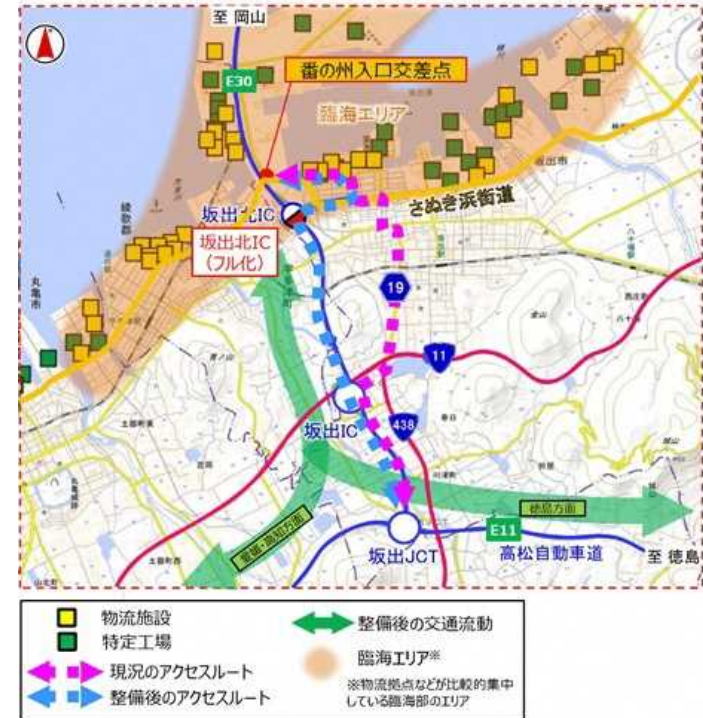 至 岡山
E30
番の州入口交差点
臨海エリア
坂出市
さぬき浜街道
綾歌郡
坂出北IC
坂出北IC
（フル化）
丸亀市
19
11
坂出IC
438
徳島方面
愛媛・高知方面
E11
坂出JCT
高松自動車道
至 徳島
物流施設
特定工場
現況のアクセスルート
整備後のアクセスルート
整備後の交通流動
臨海エリア※
※物流拠点などが比較的集中
している臨海部のエリア